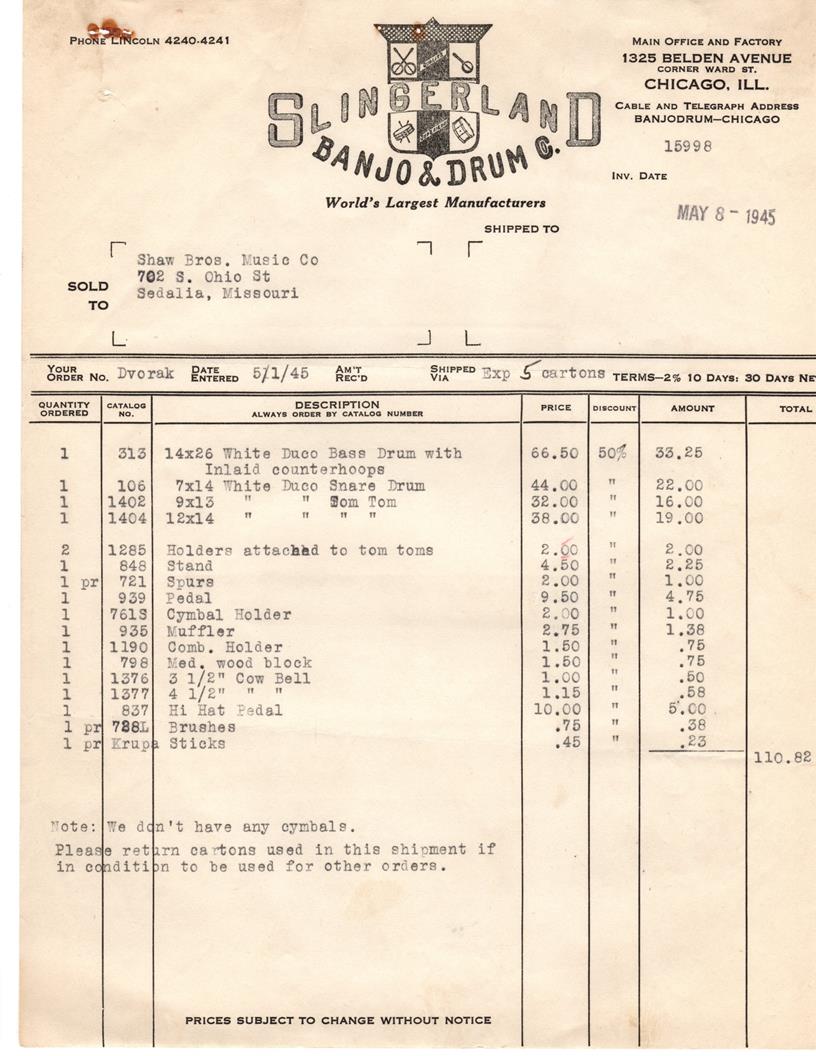 PHONE LINCOLN 4240-4241
SLINGERLAND
BANJO & DRUM CO.
World's Largest Manufacturers
MAIN OFFICE AND FACTORY
1325 BELDEN AVENUE
CORNER WARD ST.
CHICAGO, ILL.
CABLE AND TELEGRAPH ADDRESS
BANJODRUM—CHICAGO
15998
INV. DATE
MAY 8 - 1945
SHIPPED TO
SOLD TO
Shaw Bros. Music Co
702 S. Ohio St
Sedalia, Missouri
YOUR ORDER NO. Dvorak DATE ENTERED 5/1/45 AM'T REC'D SHIPPED VIA Exp 5 cartons TERMS—2% 10 DAYS: 30 DAYS NE
QUANTITY ORDERED CATALOG NO. DESCRIPTION ALWAYS ORDER BY CATALOG NUMBER PRICE DISCOUNT AMOUNT TOTAL
1 313 14x26 White Duco Bass Drum with 66.50 50% 33.25
Inlaid counterhoops
1 106 7x14 White Duco Snare Drum 44.00 " 22.00
1 1402 9x13 " " Tom Tom 32.00 " 16.00
1 1404 12x14 " " " " 38.00 " 19.00
2 1285 Holders attached to tom toms 2.00 " 2.00
1 848 Stand 4.50 " 2.25
1 pr 721 Spurs 2.00 " 1.00
1 939 Pedal 9.50 " 4.75
1 761S Cymbal Holder 2.00 " 1.00
1 935 Muffler 2.75 " 1.38
1 1190 Comb. Holder 1.50 " .75
1 798 Med. wood block 1.50 " .75
1 1376 3 1/2" Cow Bell 1.00 " .50
1 1377 4 1/2" " " 1.15 " .58
1 837 Hi Hat Pedal 10.00 " 5.00
1 pr Brushes .75 " .38
1 pr Krupa Sticks .45 " .23
110.82
Note: We don't have any cymbals.
Please return cartons used in this shipment if
in condition to be used for other orders.
PRICES SUBJECT TO CHANGE WITHOUT NOTICE